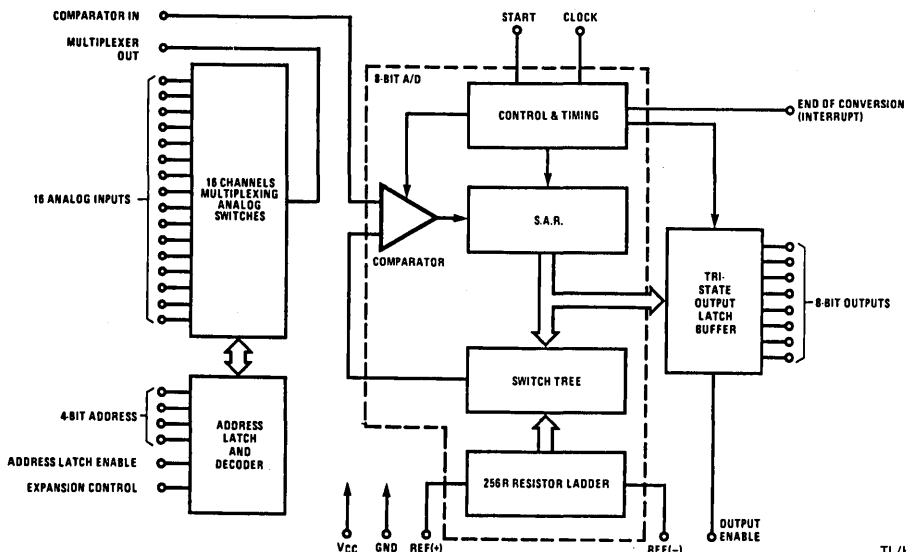 COMPARATOR IN
MULTIPLEXER
OUT
START
CLOCK
8-BIT A/D
CONTROL & TIMING
END OF CONVERSION
(INTERRUPT)
16 ANALOG INPUTS
16 CHANNELS
MULTIPLEXING
ANALOG
SWITCHES
S.A.R.
COMPARATOR
TRI-
STATE
OUTPUT
LATCH
BUFFER
8-BIT OUTPUTS
SWITCH TREE
4-BIT ADDRESS
ADDRESS
LATCH
AND
DECODER
ADDRESS LATCH ENABLE
EXPANSION CONTROL
256R RESISTOR LADDER
VCC
GND
REF(+)
REF(–)
OUTPUT
ENABLE